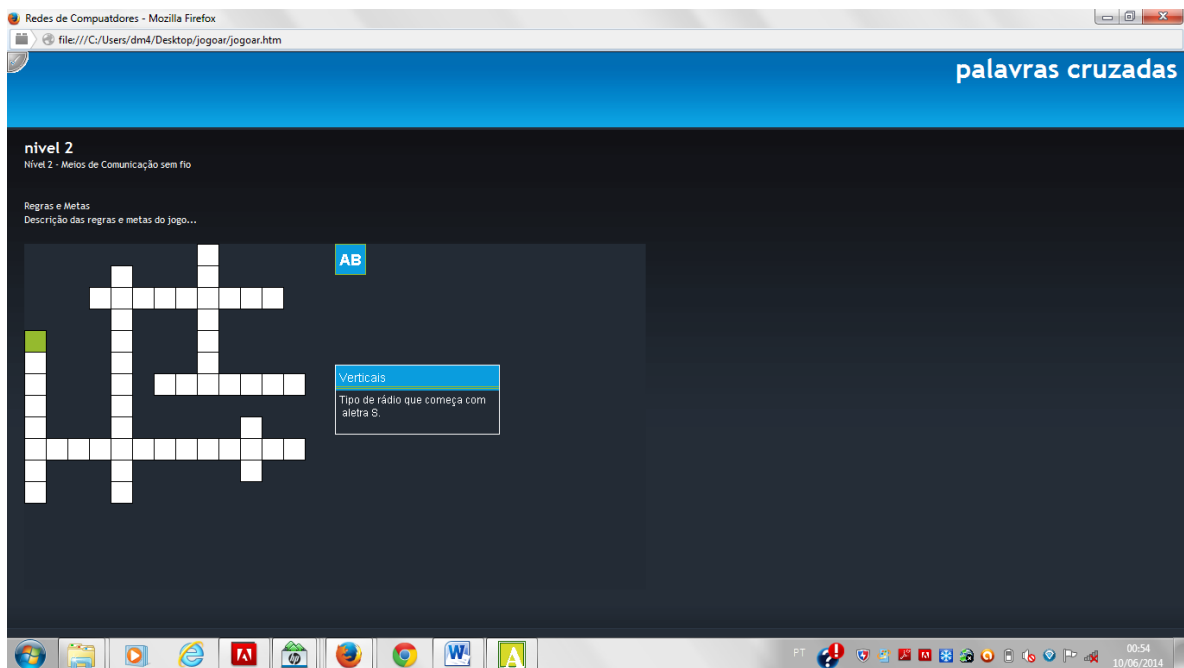 Redes de Compuatdores - Mozilla Firefox
file:///C:/Users/dm4/Desktop/jogoar/jogoar.htm
palavras cruzadas
nivel 2
Nível 2 - Meios de Comunicação sem fio
Regras e Metas
Descrição das regras e metas do jogo...
AB
Verticais
Tipo de rádio que começa com
aletra S.
PT
00:54
10/06/2014